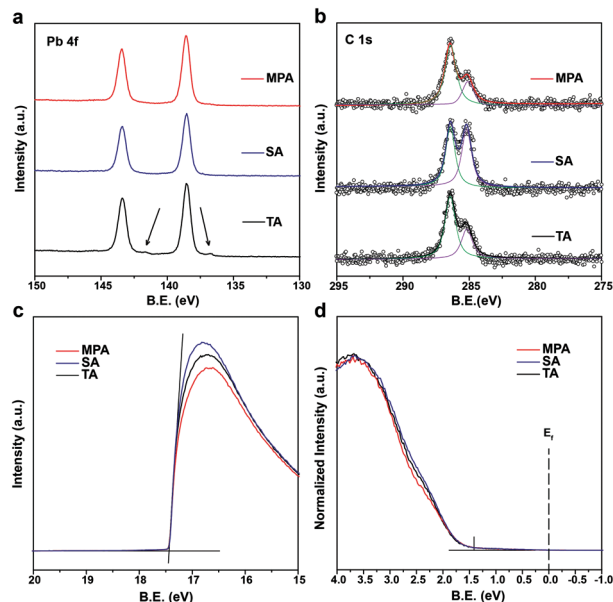 a
Pb 4f
MPA
SA
TA
Intensity (a.u.)
150 145 140 135 130
B.E. (eV)
b
C 1s
MPA
SA
TA
Intensity (a.u.)
295 290 285 280 275
B.E.(eV)
c
MPA
SA
TA
Intensity (a.u.)
20 19 18 17 16 15
B.E. (eV)
d
MPA
SA
TA
Ef
Normalized Intensity (a.u.)
4.0 3.5 3.0 2.5 2.0 1.5 1.0 0.5 0.0 -0.5 -1.0
B.E. (eV)